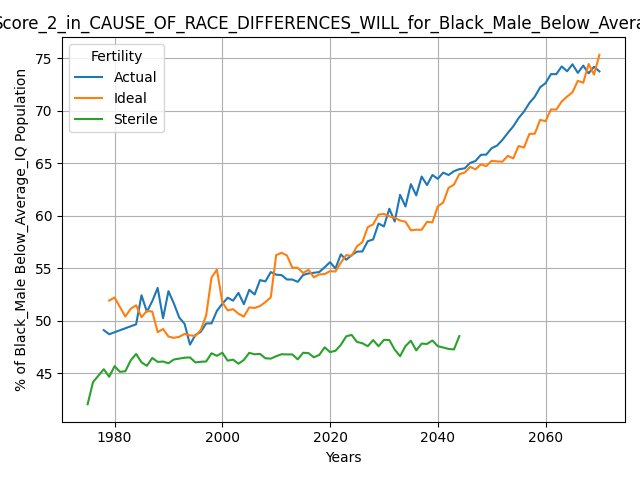 Score_2_in_CAUSE_OF_RACE_DIFFERENCES_WILL_for_Black_Male_Below_Avera
Fertility
Actual
Ideal
Sterile
% of Black_Male Below_Average_IQ Population
75
70
65
60
55
50
45
1980
2000
2020
2040
2060
Years